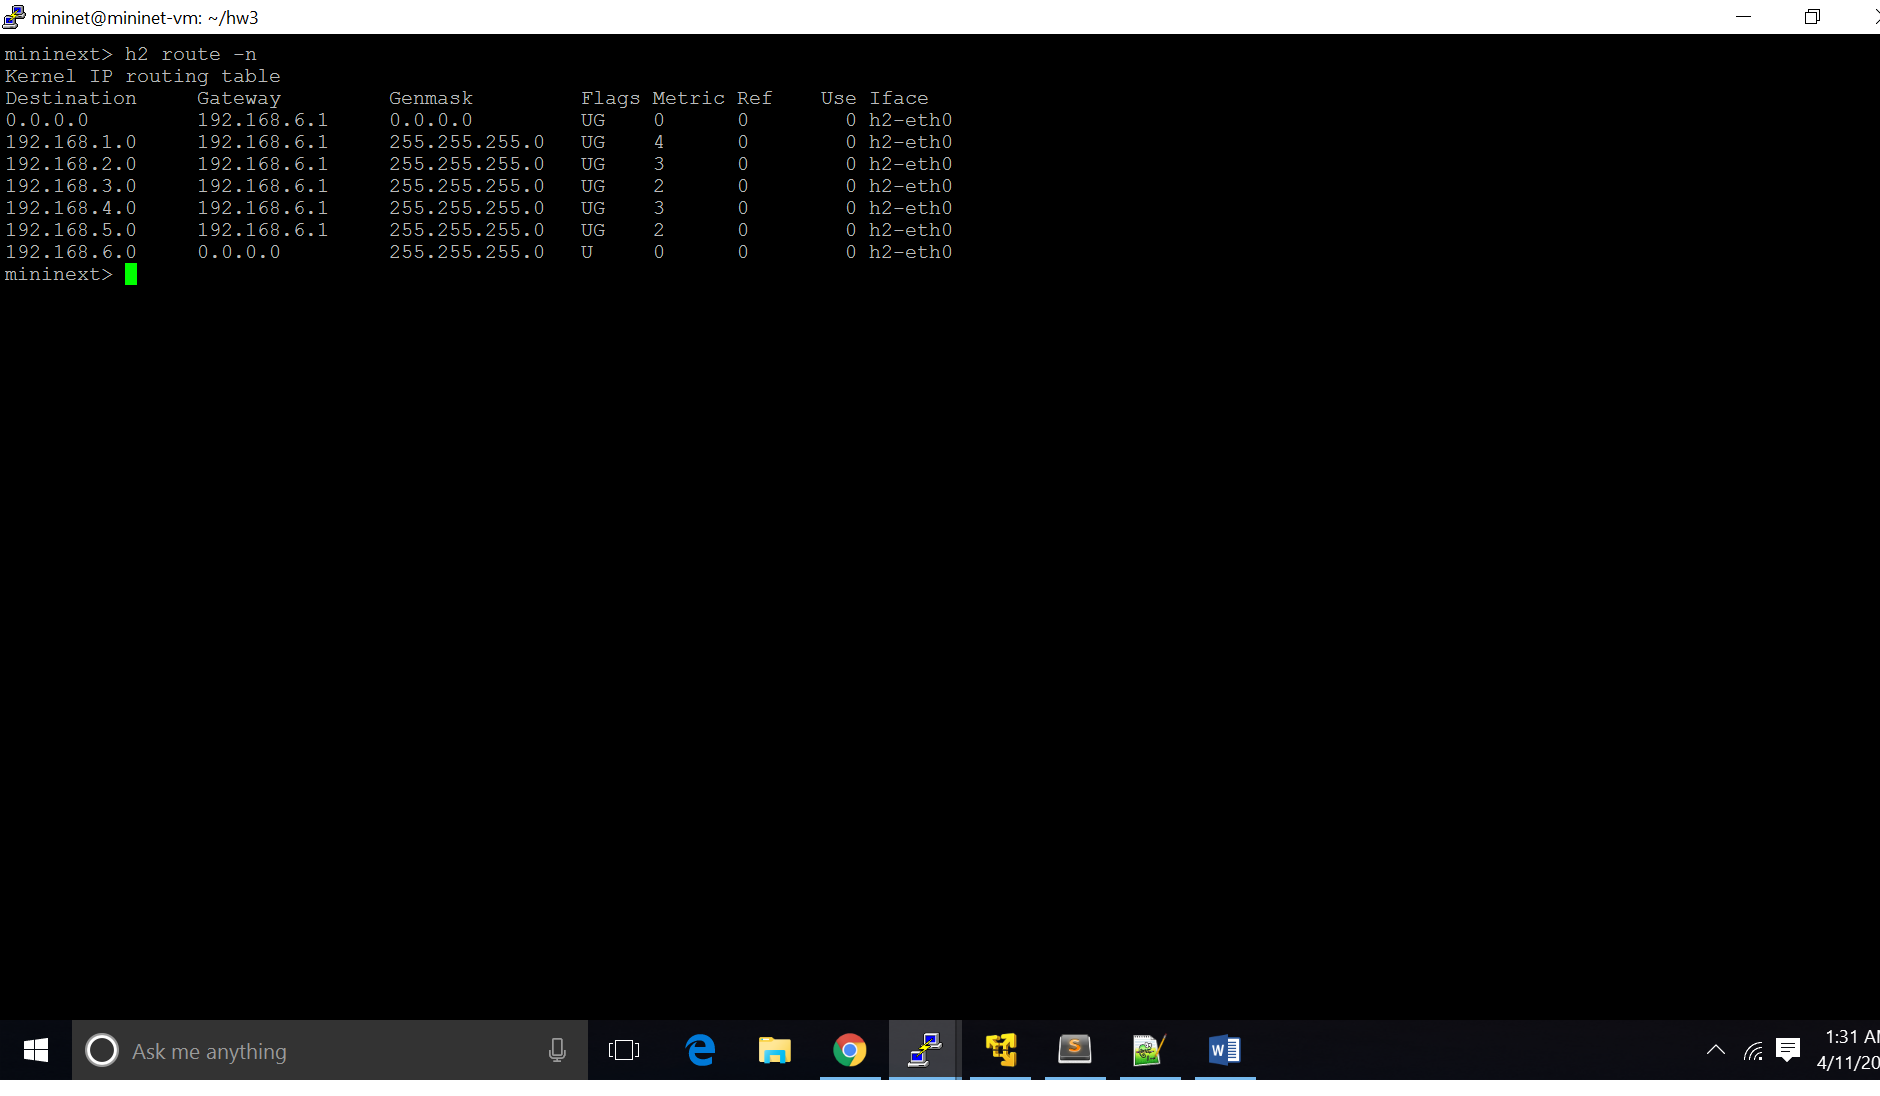 mininet@mininet-vm: ~/hw3
mininext> h2 route -n
Kernel IP routing table
Destination     Gateway         Genmask         Flags Metric Ref    Use Iface
0.0.0.0         192.168.6.1     0.0.0.0         UG    0      0        0 h2-eth0
192.168.1.0     192.168.6.1     255.255.255.0   UG    4      0        0 h2-eth0
192.168.2.0     192.168.6.1     255.255.255.0   UG    3      0        0 h2-eth0
192.168.3.0     192.168.6.1     255.255.255.0   UG    2      0        0 h2-eth0
192.168.4.0     192.168.6.1     255.255.255.0   UG    3      0        0 h2-eth0
192.168.5.0     192.168.6.1     255.255.255.0   UG    2      0        0 h2-eth0
192.168.6.0     0.0.0.0         255.255.255.0   U     0      0        0 h2-eth0
mininext>
Ask me anything
1:31
4/11/20